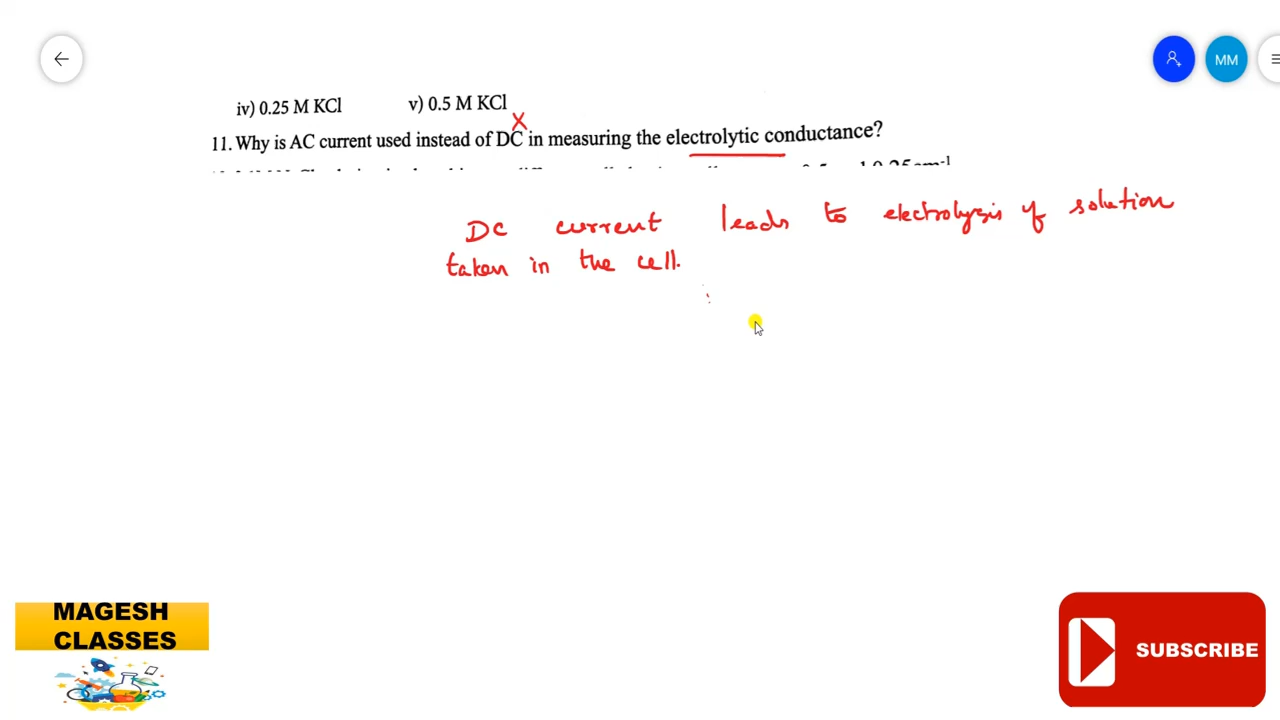 MM
iv) 0.25 M KCl v) 0.5 M KCl
X
11. Why is AC current used instead of DC in measuring the electrolytic conductance?
DC current leads to electrolysis of solution
taken in the cell.
MAGESH
CLASSES
SUBSCRIBE